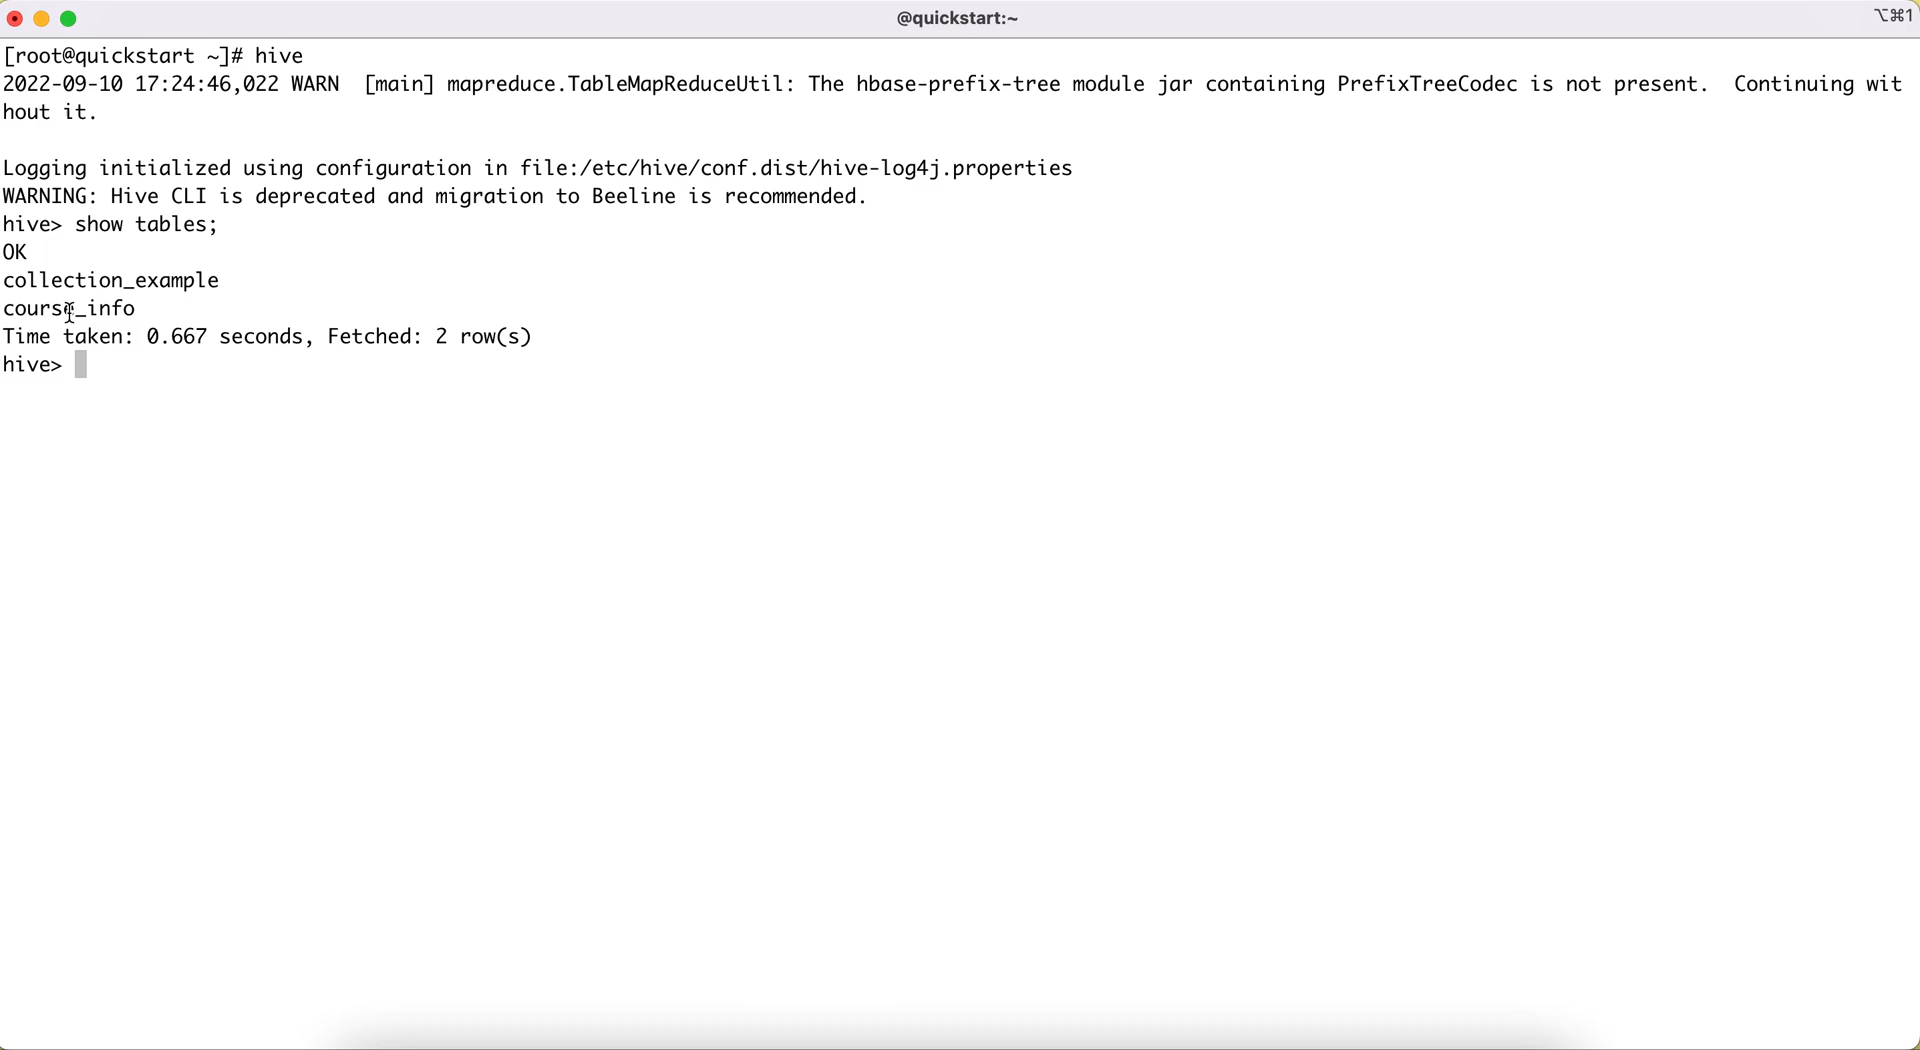 @quickstart:~
⌥⌘1
[root@quickstart ~]# hive
2022-09-10 17:24:46,022 WARN  [main] mapreduce.TableMapReduceUtil: The hbase-prefix-tree module jar containing PrefixTreeCodec is not present.  Continuing wit
hout it.
Logging initialized using configuration in file:/etc/hive/conf.dist/hive-log4j.properties
WARNING: Hive CLI is deprecated and migration to Beeline is recommended.
hive> show tables;
OK
collection_example
course_info
Time taken: 0.667 seconds, Fetched: 2 row(s)
hive>